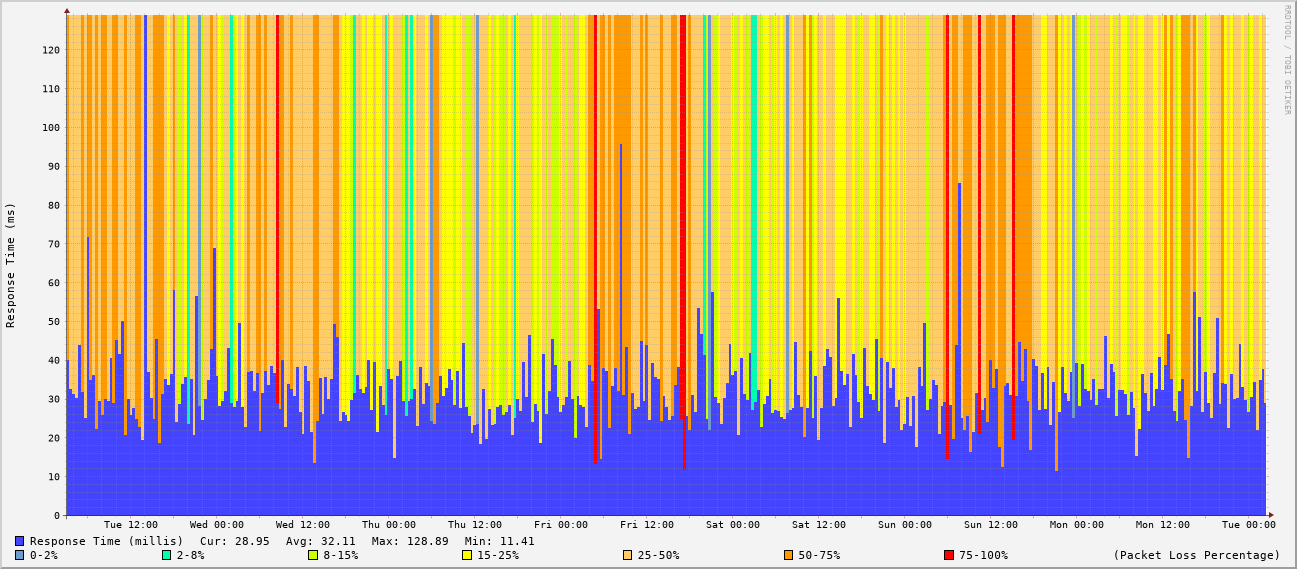 RRDTOOL / TOBI OETIKER
Response Time (ms)
120
110
100
90
80
70
60
50
40
30
20
10
0
Tue 12:00 Wed 00:00 Wed 12:00 Thu 00:00 Thu 12:00 Fri 00:00 Fri 12:00 Sat 00:00 Sat 12:00 Sun 00:00 Sun 12:00 Mon 00:00 Mon 12:00 Tue 00:00
Response Time (millis) Cur: 28.95 Avg: 32.11 Max: 128.89 Min: 11.41
0-2% 2-8% 8-15% 15-25% 25-50% 50-75% 75-100% (Packet Loss Percentage)